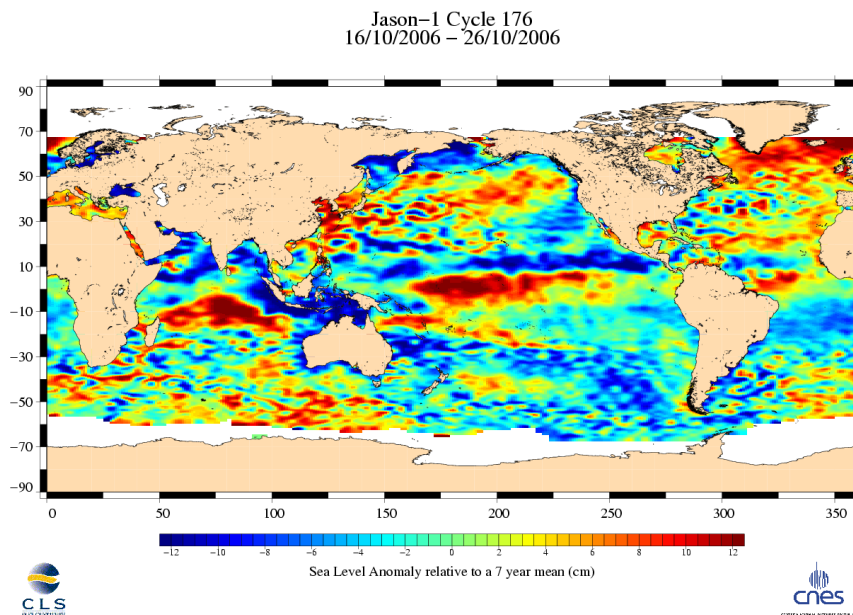 Jason−1 Cycle 176
16/10/2006 − 26/10/2006
90
70
50
30
10
−10
−30
−50
−70
−90
0 50 100 150 200 250 300 350
−12 −10 −8 −6 −4 −2 0 2 4 6 8 10 12
Sea Level Anomaly relative to a 7 year mean (cm)
CLS
cnes